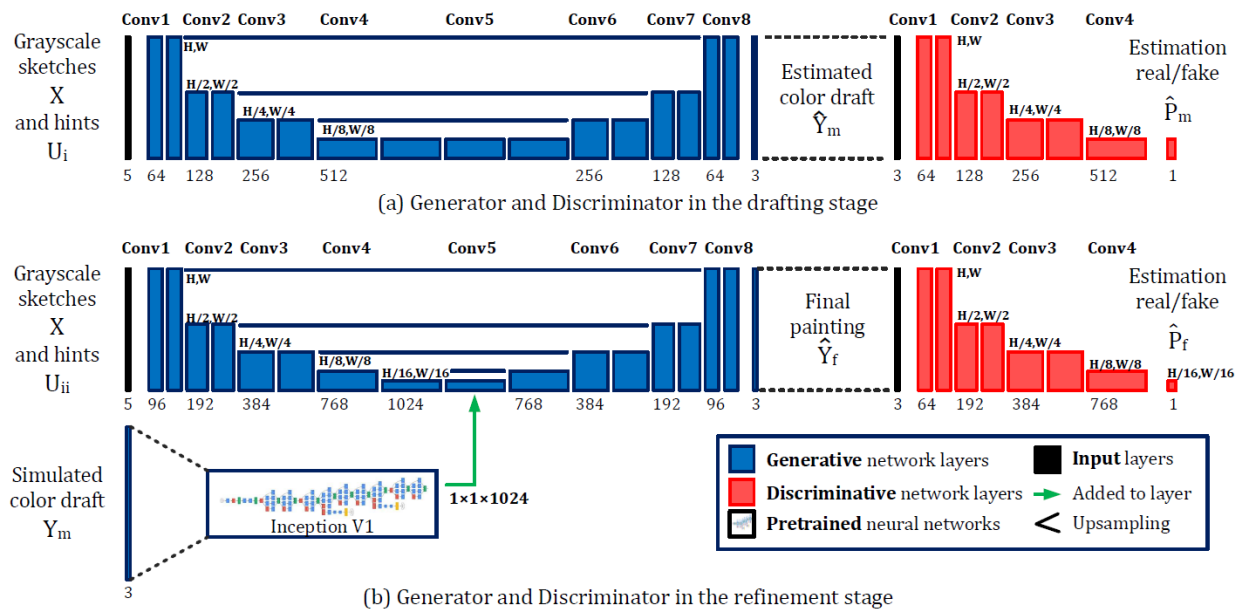 Conv1 Conv2 Conv3 Conv4 Conv5 Conv6 Conv7 Conv8 Conv1 Conv2 Conv3 Conv4
Grayscale
sketches
X
and hints
U_i
H,W
H/2,W/2
H/4,W/4
H/8,W/8
Estimated
color draft
Ŷ_m
H,W
H/2,W/2
H/4,W/4
H/8,W/8
Estimation
real/fake
P̂_m
5 64 128 256 512 256 128 64 3 3 64 128 256 512 1
(a) Generator and Discriminator in the drafting stage
Conv1 Conv2 Conv3 Conv4 Conv5 Conv6 Conv7 Conv8 Conv1 Conv2 Conv3 Conv4
Grayscale
sketches
X
and hints
U_ii
H,W
H/2,W/2
H/4,W/4
H/8,W/8
H/16,W/16
Final
painting
Ŷ_f
H,W
H/2,W/2
H/4,W/4
H/8,W/8
H/16,W/16
Estimation
real/fake
P̂_f
5 96 192 384 768 1024 768 384 192 96 3 3 64 192 384 768 1
Simulated
color draft
Y_m
3
Inception V1
1×1×1024
Generative network layers
Discriminative network layers
Pretrained neural networks
Input layers
Added to layer
Upsampling
(b) Generator and Discriminator in the refinement stage